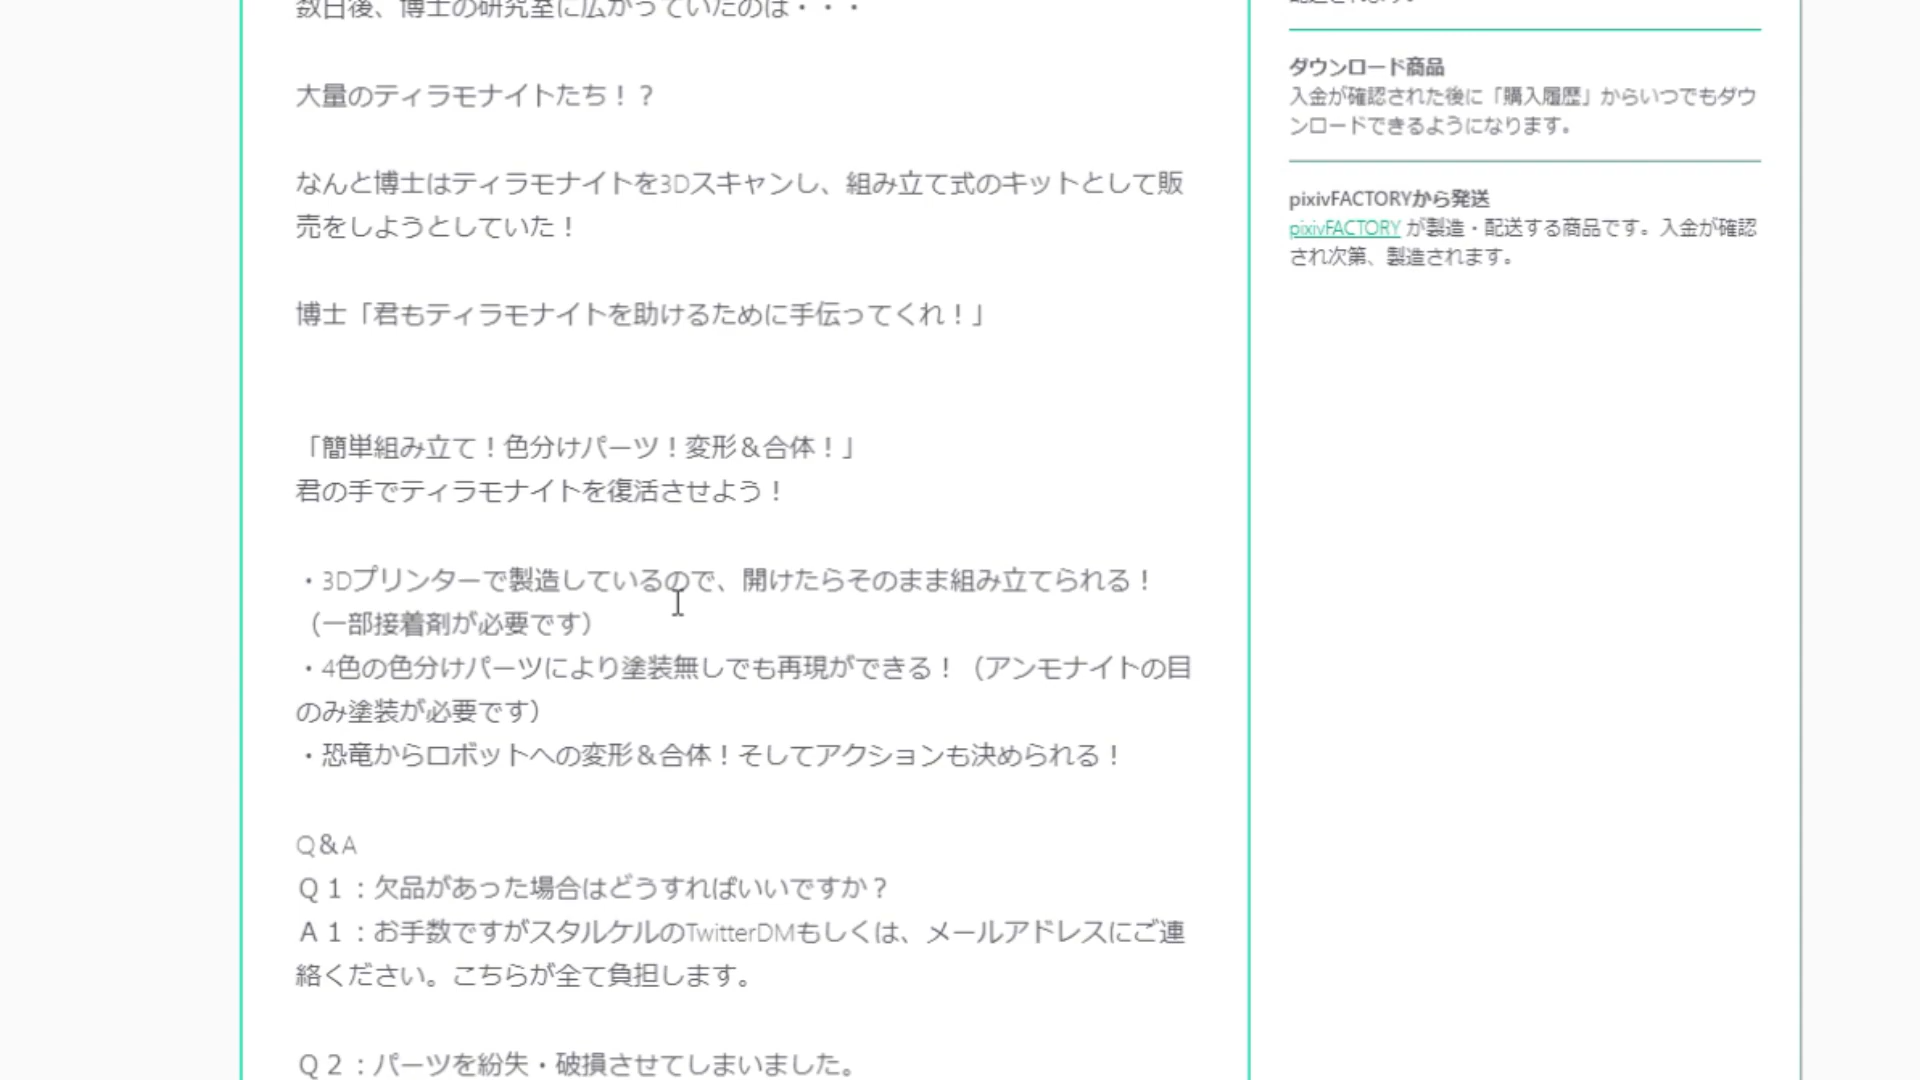 数日後、博士の研究室に広がっていたのは・・・
大量のティラモナイトたち！？
なんと博士はティラモナイトを3Dスキャンし、組み立て式のキットとして販
売をしようとしていた！
博士「君もティラモナイトを助けるために手伝ってくれ！」
「簡単組み立て！色分けパーツ！変形＆合体！」
君の手でティラモナイトを復活させよう！
・3Dプリンターで製造しているので、開けたらそのまま組み立てられる！
（一部接着剤が必要です）
・4色の色分けパーツにより塗装無しでも再現ができる！（アンモナイトの目
のみ塗装が必要です）
・恐竜からロボットへの変形＆合体！そしてアクションも決められる！
Q＆A
Ｑ１：欠品があった場合はどうすればいいですか？
Ａ１：お手数ですがスタルケルのTwitterDMもしくは、メールアドレスにご連
絡ください。こちらが全て負担します。
Ｑ２：パーツを紛失・破損させてしまいました。
ダウンロード商品
入金が確認された後に「購入履歴」からいつでもダウ
ンロードできるようになります。
pixivFACTORYから発送
pixivFACTORY が製造・配送する商品です。入金が確認
され次第、製造されます。